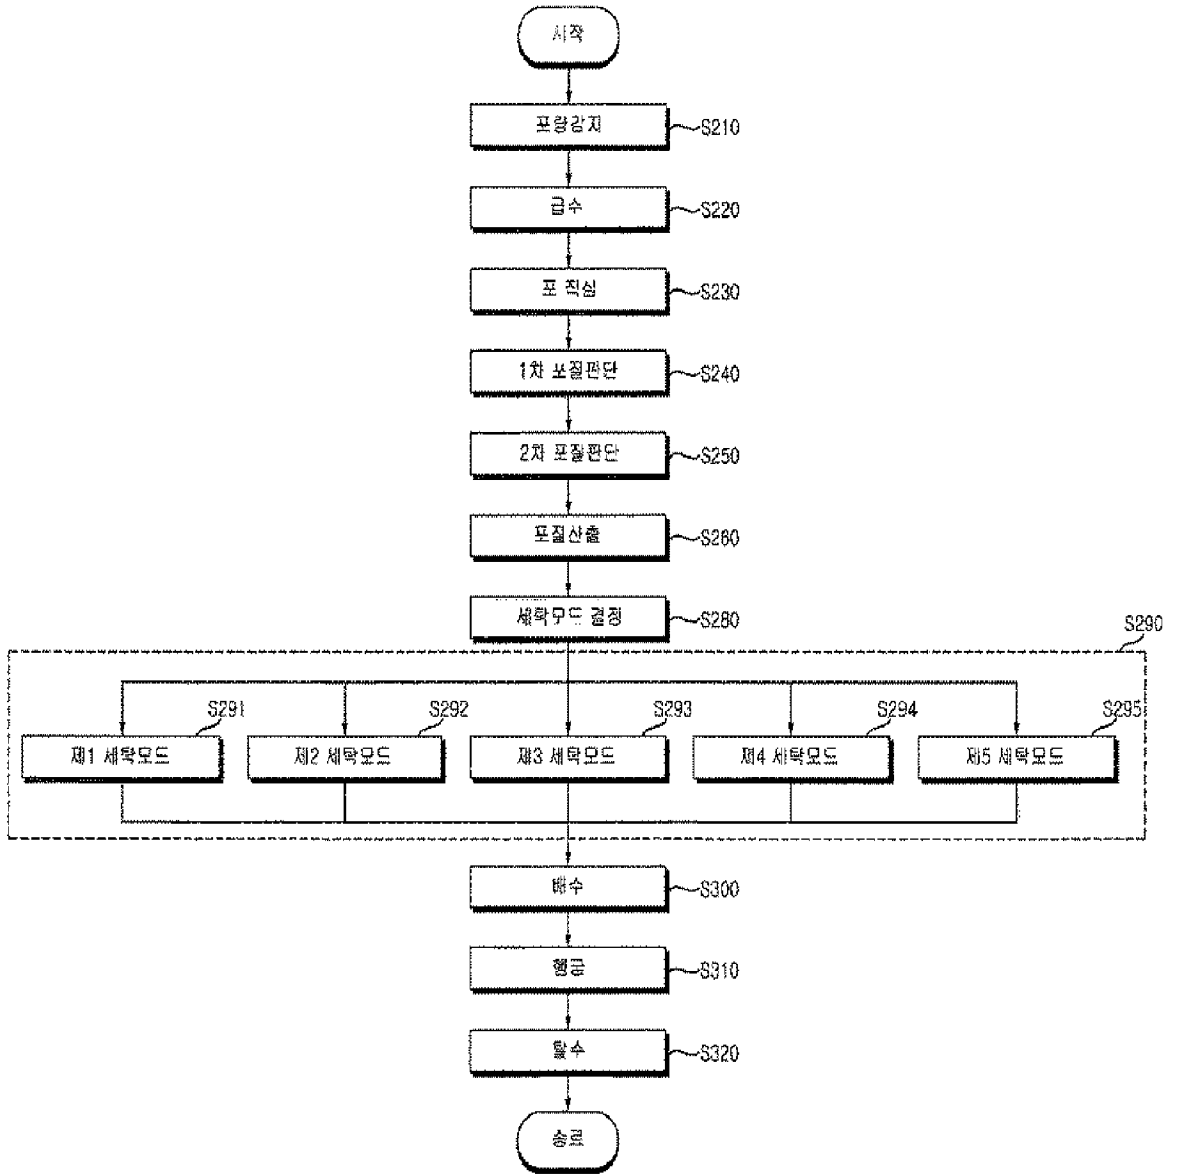 시작
포량감지
S210
급수
S220
포 적심
S230
1차 포질판단
S240
2차 포질판단
S250
포질산출
S260
세탁모드 결정
S280
S290
S291
S292
S293
S294
S295
제1 세탁모드
제2 세탁모드
제3 세탁모드
제4 세탁모드
제5 세탁모드
배수
S300
헹굼
S310
탈수
S320
종료